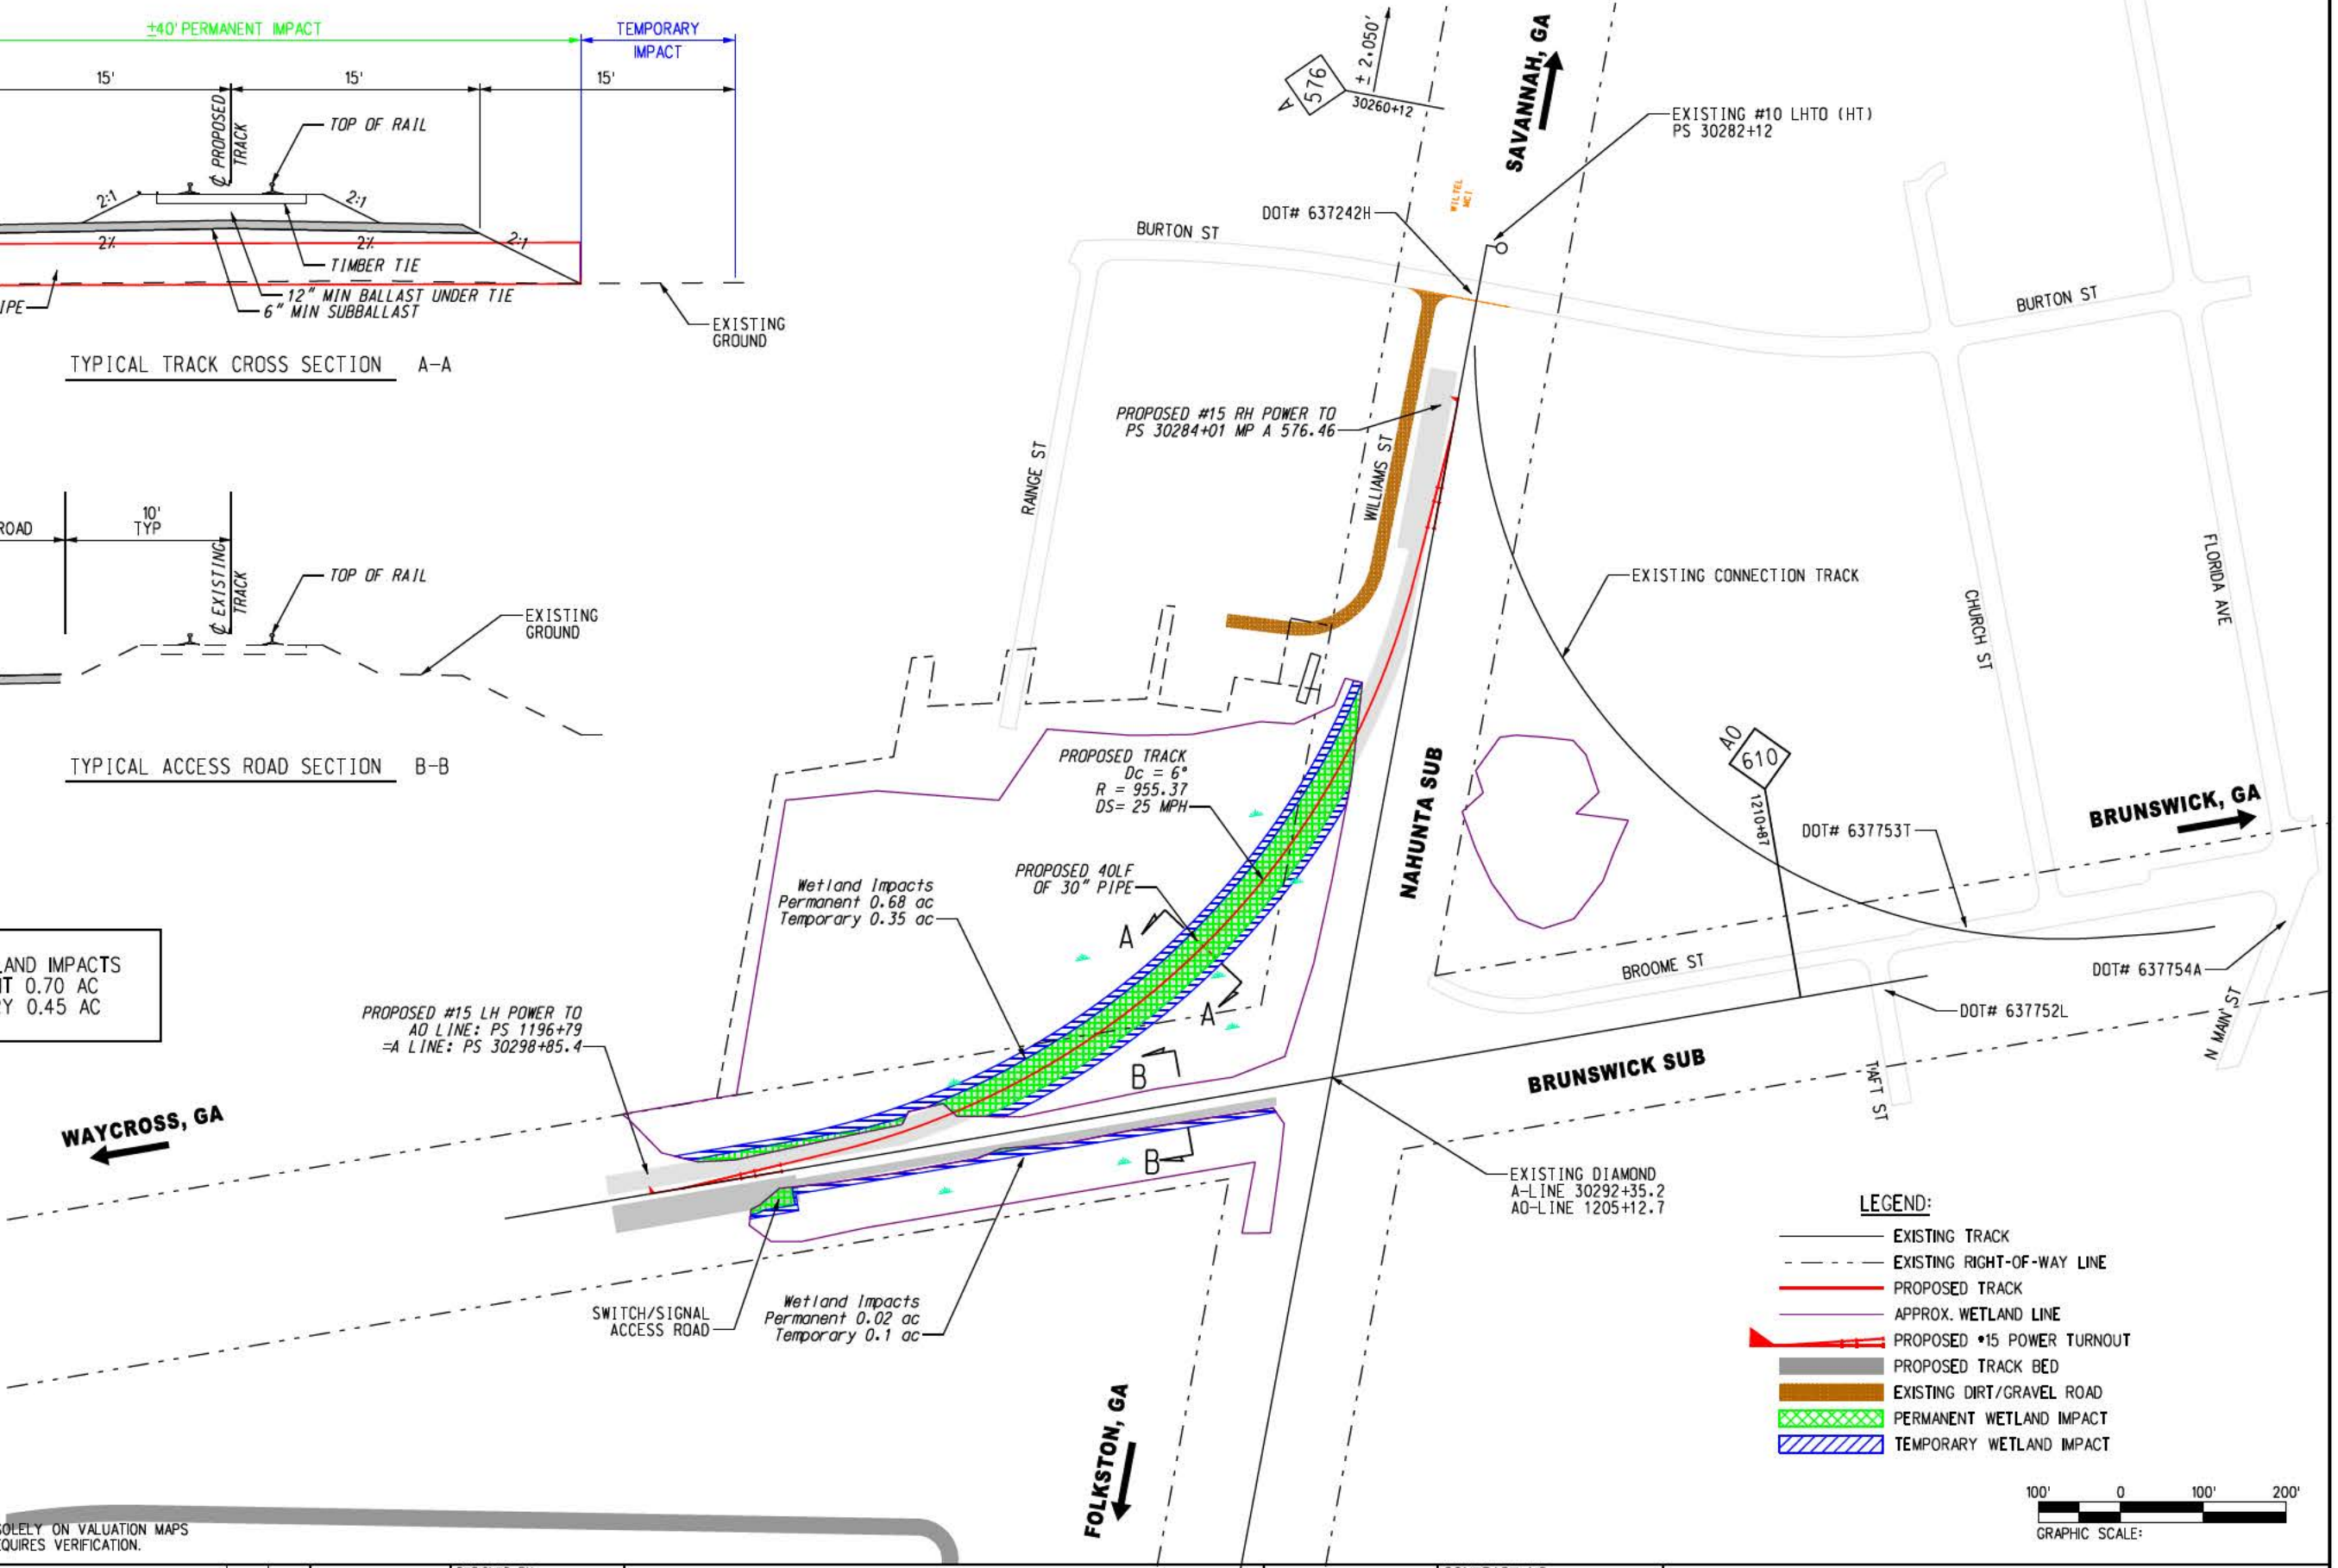 ±40' PERMANENT IMPACT
TEMPORARY
IMPACT
15'
15'
15'
℄ PROPOSED
TRACK
TOP OF RAIL
2:1
2:1
2%
2%
2:1
TIMBER TIE
12" MIN BALLAST UNDER TIE
6" MIN SUBBALLAST
IPE
EXISTING
GROUND
TYPICAL TRACK CROSS SECTION A-A
ROAD
10'
TYP
℄ EXISTING
TRACK
TOP OF RAIL
EXISTING
GROUND
TYPICAL ACCESS ROAD SECTION B-B
LAND IMPACTS
T 0.70 AC
Y 0.45 AC
A
576
± 2,050'
30260+12
SAVANNAH, GA
EXISTING #10 LHTO (HT)
PS 30282+12
WILTEL
MCI
DOT# 637242H
BURTON ST
BURTON ST
PROPOSED #15 RH POWER TO
PS 30284+01 MP A 576.46
RAINGE ST
WILLIAMS ST
EXISTING CONNECTION TRACK
CHURCH ST
FLORIDA AVE
PROPOSED TRACK
Dc = 6°
R = 955.37
DS= 25 MPH
NAHUNTA SUB
AO
610
1210+87
DOT# 637753T
BRUNSWICK, GA
PROPOSED 40LF
OF 30" PIPE
Wetland Impacts
Permanent 0.68 ac
Temporary 0.35 ac
A
A
BROOME ST
DOT# 637754A
DOT# 637752L
N MAIN ST
TAFT ST
PROPOSED #15 LH POWER TO
AO LINE: PS 1196+79
=A LINE: PS 30298+85.4
B
B
BRUNSWICK SUB
WAYCROSS, GA
EXISTING DIAMOND
A-LINE 30292+35.2
AO-LINE 1205+12.7
SWITCH/SIGNAL
ACCESS ROAD
Wetland Impacts
Permanent 0.02 ac
Temporary 0.1 ac
FOLKSTON, GA
LEGEND:
EXISTING TRACK
EXISTING RIGHT-OF-WAY LINE
PROPOSED TRACK
APPROX. WETLAND LINE
PROPOSED #15 POWER TURNOUT
PROPOSED TRACK BED
EXISTING DIRT/GRAVEL ROAD
PERMANENT WETLAND IMPACT
TEMPORARY WETLAND IMPACT
100' 0 100' 200'
GRAPHIC SCALE:
SOLELY ON VALUATION MAPS
EQUIRES VERIFICATION.